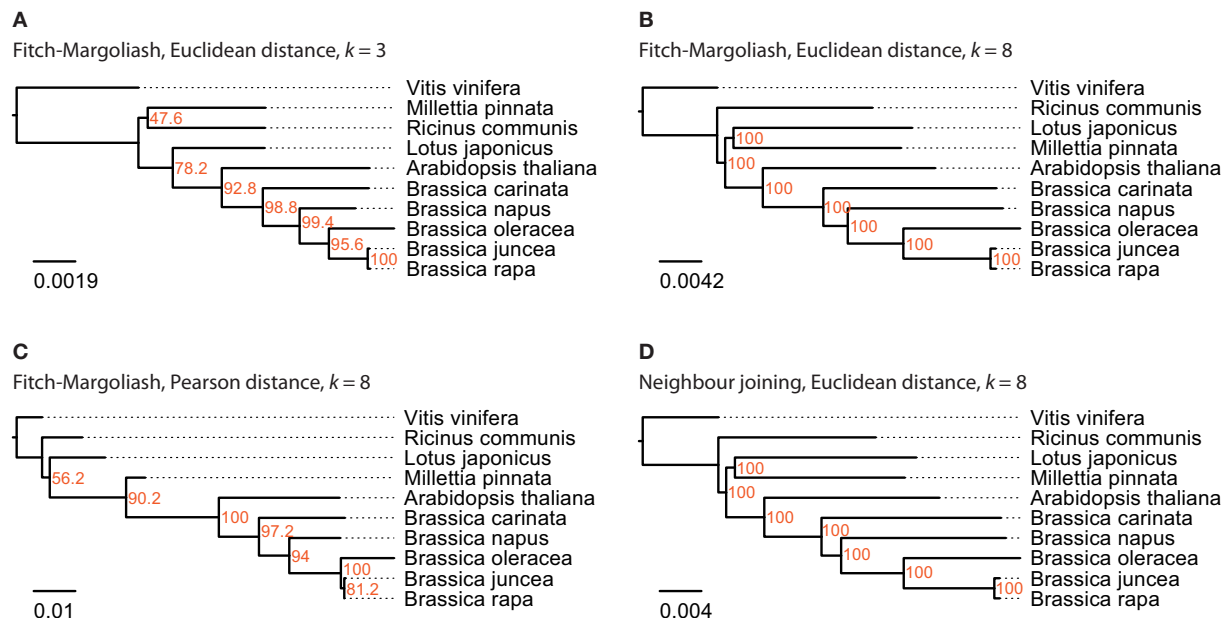 A
Fitch-Margoliash, Euclidean distance, k = 3
Vitis vinifera
Millettia pinnata
47.6
Ricinus communis
Lotus japonicus
78.2
Arabidopsis thaliana
92.8
Brassica carinata
98.8
Brassica napus
99.4
Brassica oleracea
95.6
Brassica juncea
100
Brassica rapa
0.0019
B
Fitch-Margoliash, Euclidean distance, k = 8
Vitis vinifera
Ricinus communis
Lotus japonicus
100
Millettia pinnata
100
Arabidopsis thaliana
100
Brassica carinata
100
Brassica napus
100
Brassica oleracea
100
Brassica juncea
100
Brassica rapa
0.0042
C
Fitch-Margoliash, Pearson distance, k = 8
Vitis vinifera
Ricinus communis
Lotus japonicus
56.2
Millettia pinnata
90.2
Arabidopsis thaliana
100
Brassica carinata
97.2
Brassica napus
94
Brassica oleracea
100
Brassica juncea
81.2
Brassica rapa
0.01
D
Neighbour joining, Euclidean distance, k = 8
Vitis vinifera
Ricinus communis
Lotus japonicus
100
Millettia pinnata
100
Arabidopsis thaliana
100
Brassica carinata
100
Brassica napus
100
Brassica oleracea
100
Brassica juncea
100
Brassica rapa
0.004